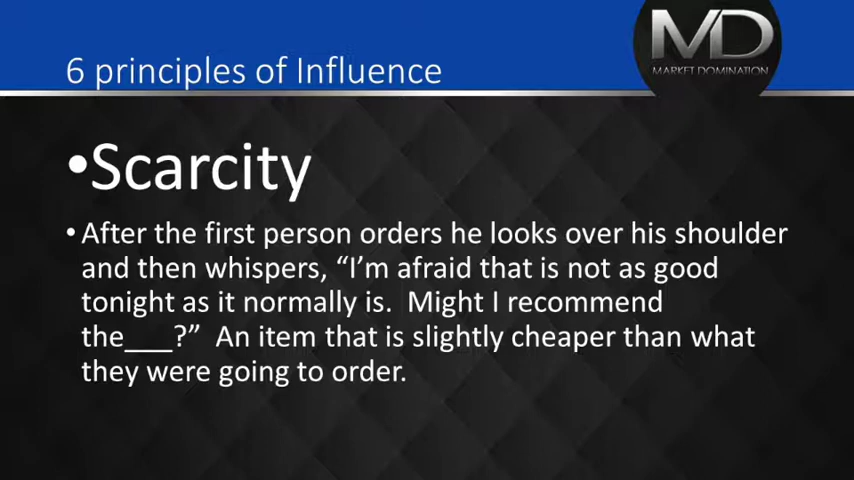 6 principles of Influence
MD
MARKET DOMINATION
•Scarcity
• After the first person orders he looks over his shoulder
and then whispers, “I’m afraid that is not as good
tonight as it normally is.  Might I recommend
the___?”  An item that is slightly cheaper than what
they were going to order.